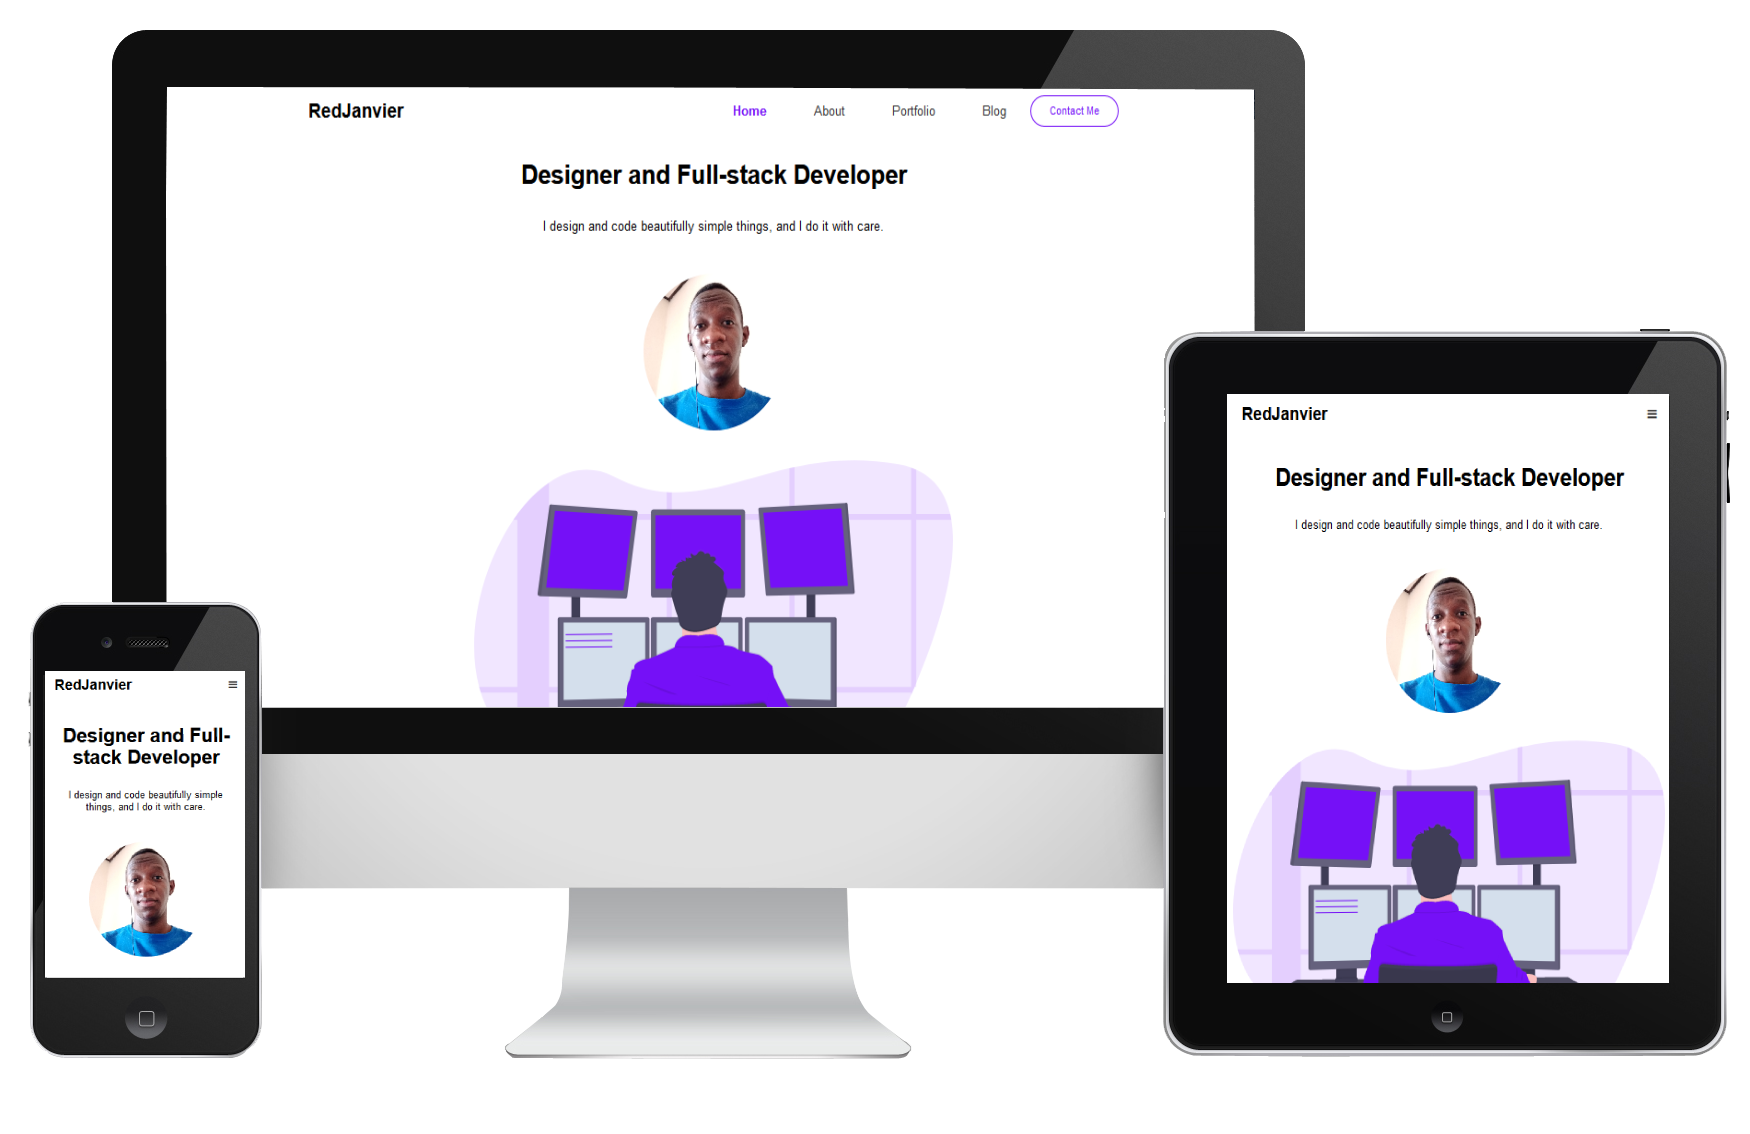 RedJanvier
Home About Portfolio Blog Contact Me
Designer and Full-stack Developer
I design and code beautifully simple things, and I do it with care.
RedJanvier
Designer and Full-
stack Developer
I design and code beautifully simple
things, and I do it with care.
RedJanvier
Designer and Full-stack Developer
I design and code beautifully simple things, and I do it with care.